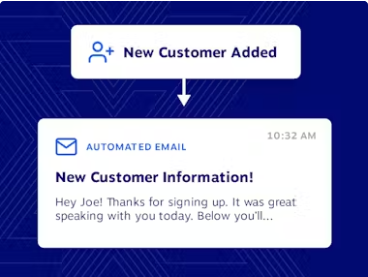 New Customer Added
10:32 AM
AUTOMATED EMAIL
New Customer Information!
Hey Joe! Thanks for signing up. It was great
speaking with you today. Below you'll...